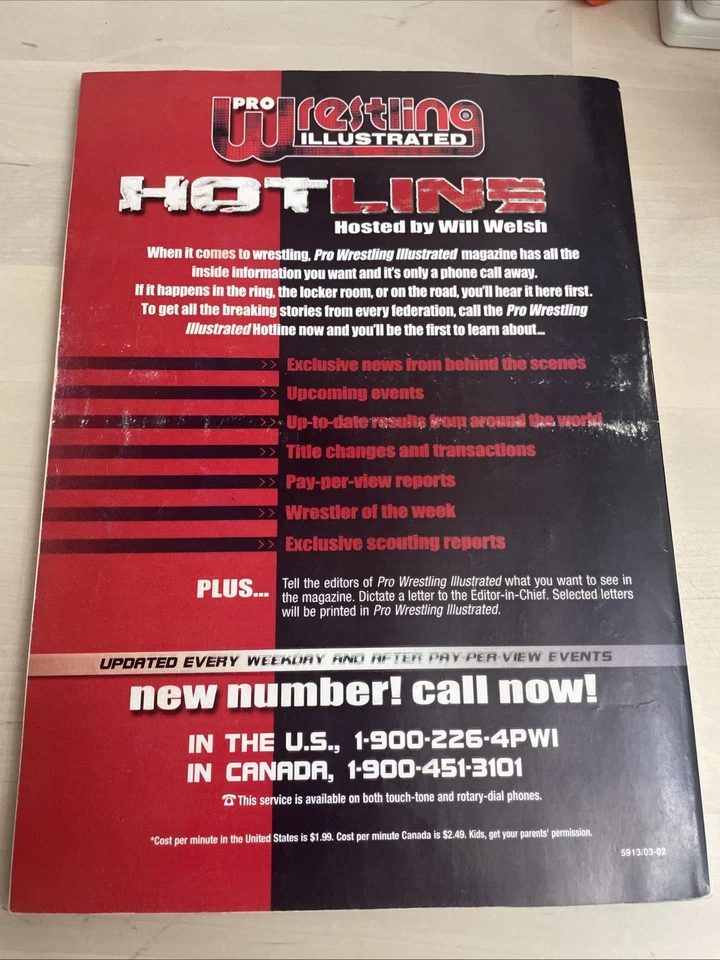 PRO Wrestling
ILLUSTRATED
HOTLINE
Hosted by Will Welsh
When it comes to wrestling, Pro Wrestling Illustrated magazine has all the
inside information you want and it's only a phone call away.
If it happens in the ring, the locker room, or on the road, you'll hear it here first.
To get all the breaking stories from every federation, call the Pro Wrestling
Illustrated Hotline now and you'll be the first to learn about...
>> Exclusive news from behind the scenes
>> Upcoming events
>> Up-to-date results from around the world
>> Title changes and transactions
>> Pay-per-view reports
>> Wrestler of the week
>> Exclusive scouting reports
PLUS... Tell the editors of Pro Wrestling Illustrated what you want to see in
the magazine. Dictate a letter to the Editor-in-Chief. Selected letters
will be printed in Pro Wrestling Illustrated.
UPDATED EVERY WEEKDAY AND AFTER PAY-PER-VIEW EVENTS
new number! call now!
IN THE U.S., 1-900-226-4PWI
IN CANADA, 1-900-451-3101
☎This service is available on both touch-tone and rotary-dial phones.
*Cost per minute in the United States is $1.99. Cost per minute Canada is $2.49. Kids, get your parents' permission.
5913/03-02